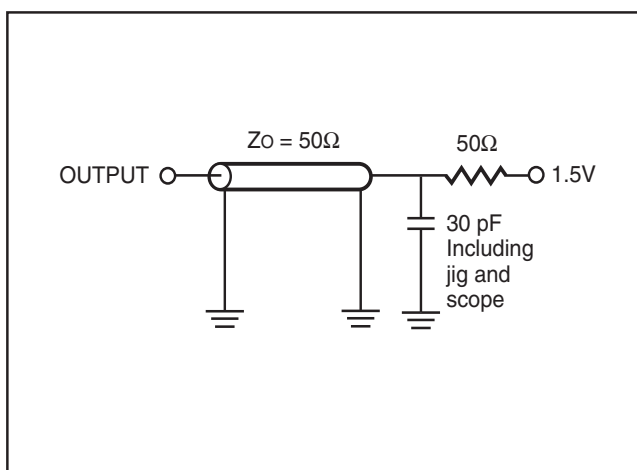 Zo = 50Ω
50Ω
OUTPUT
1.5V
30 pF
Including
jig and
scope